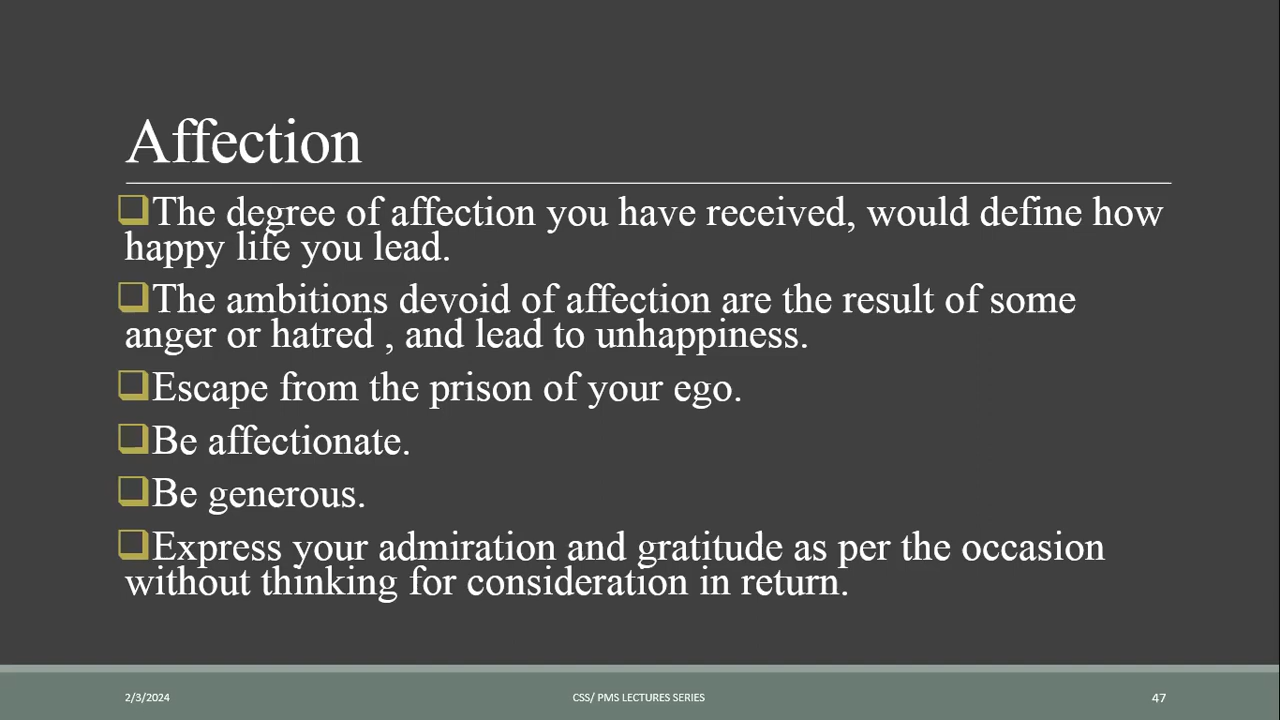 Affection
❑The degree of affection you have received, would define how
happy life you lead.
❑The ambitions devoid of affection are the result of some
anger or hatred , and lead to unhappiness.
❑Escape from the prison of your ego.
❑Be affectionate.
❑Be generous.
❑Express your admiration and gratitude as per the occasion
without thinking for consideration in return.
2/3/2024
CSS/ PMS LECTURES SERIES
47